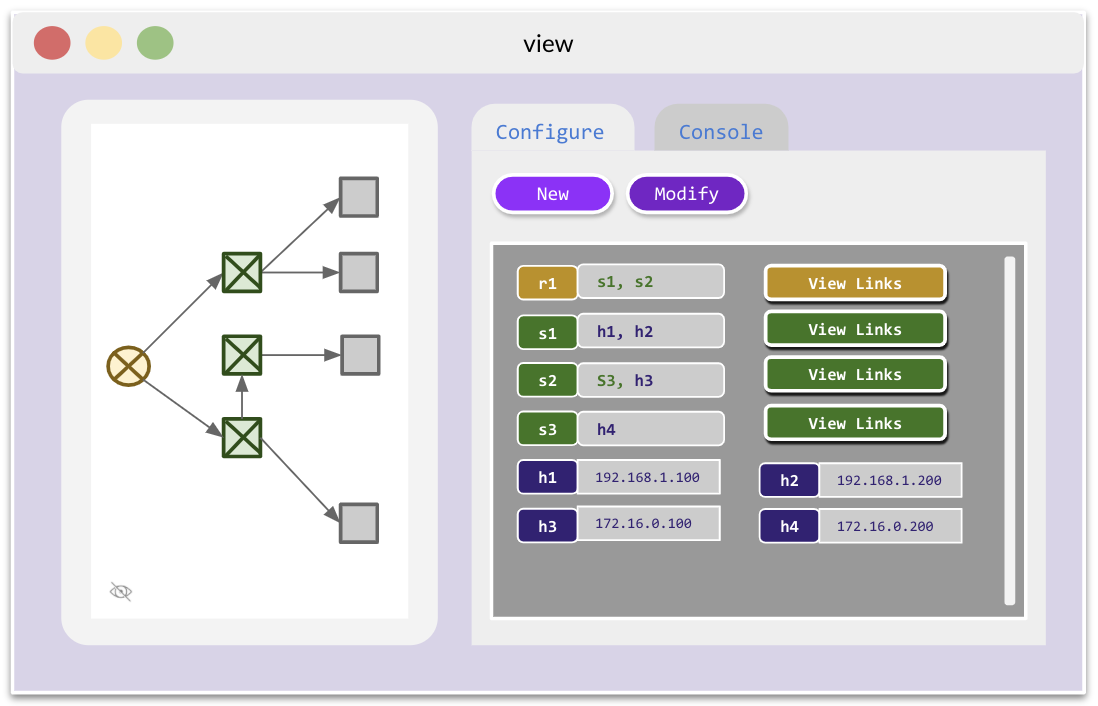 view
Configure
Console
New
Modify
r1 s1, s2 View Links
s1 h1, h2 View Links
s2 S3, h3 View Links
s3 h4 View Links
h1 192.168.1.100 h2 192.168.1.200
h3 172.16.0.100 h4 172.16.0.200